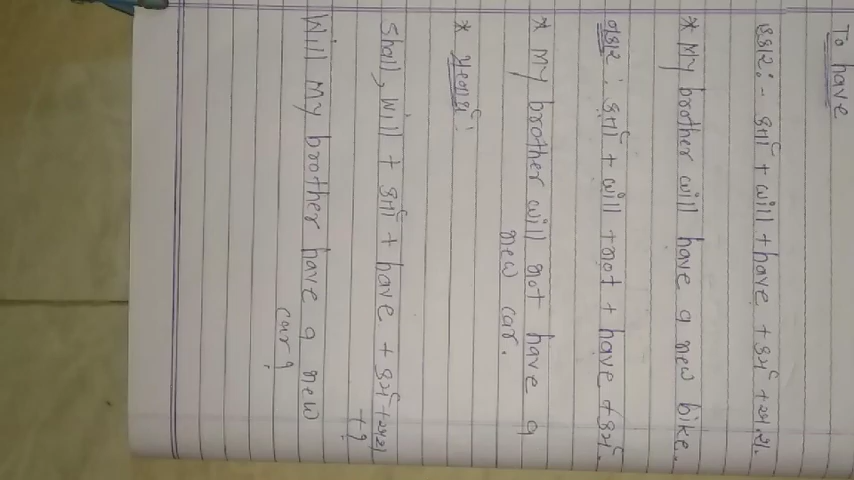 To have
હકાર :- કર્તા + will + have + કર્મ + અ.શ.
* My brother will have a new bike.
નકાર : કર્તા + will + not + have + કર્મ.
* My brother will not have a
new car.
* પ્રશ્નાર્થ :
Shall, Will + કર્તા + have + કર્મ +
+ ?
Will My brother have a new
car ?